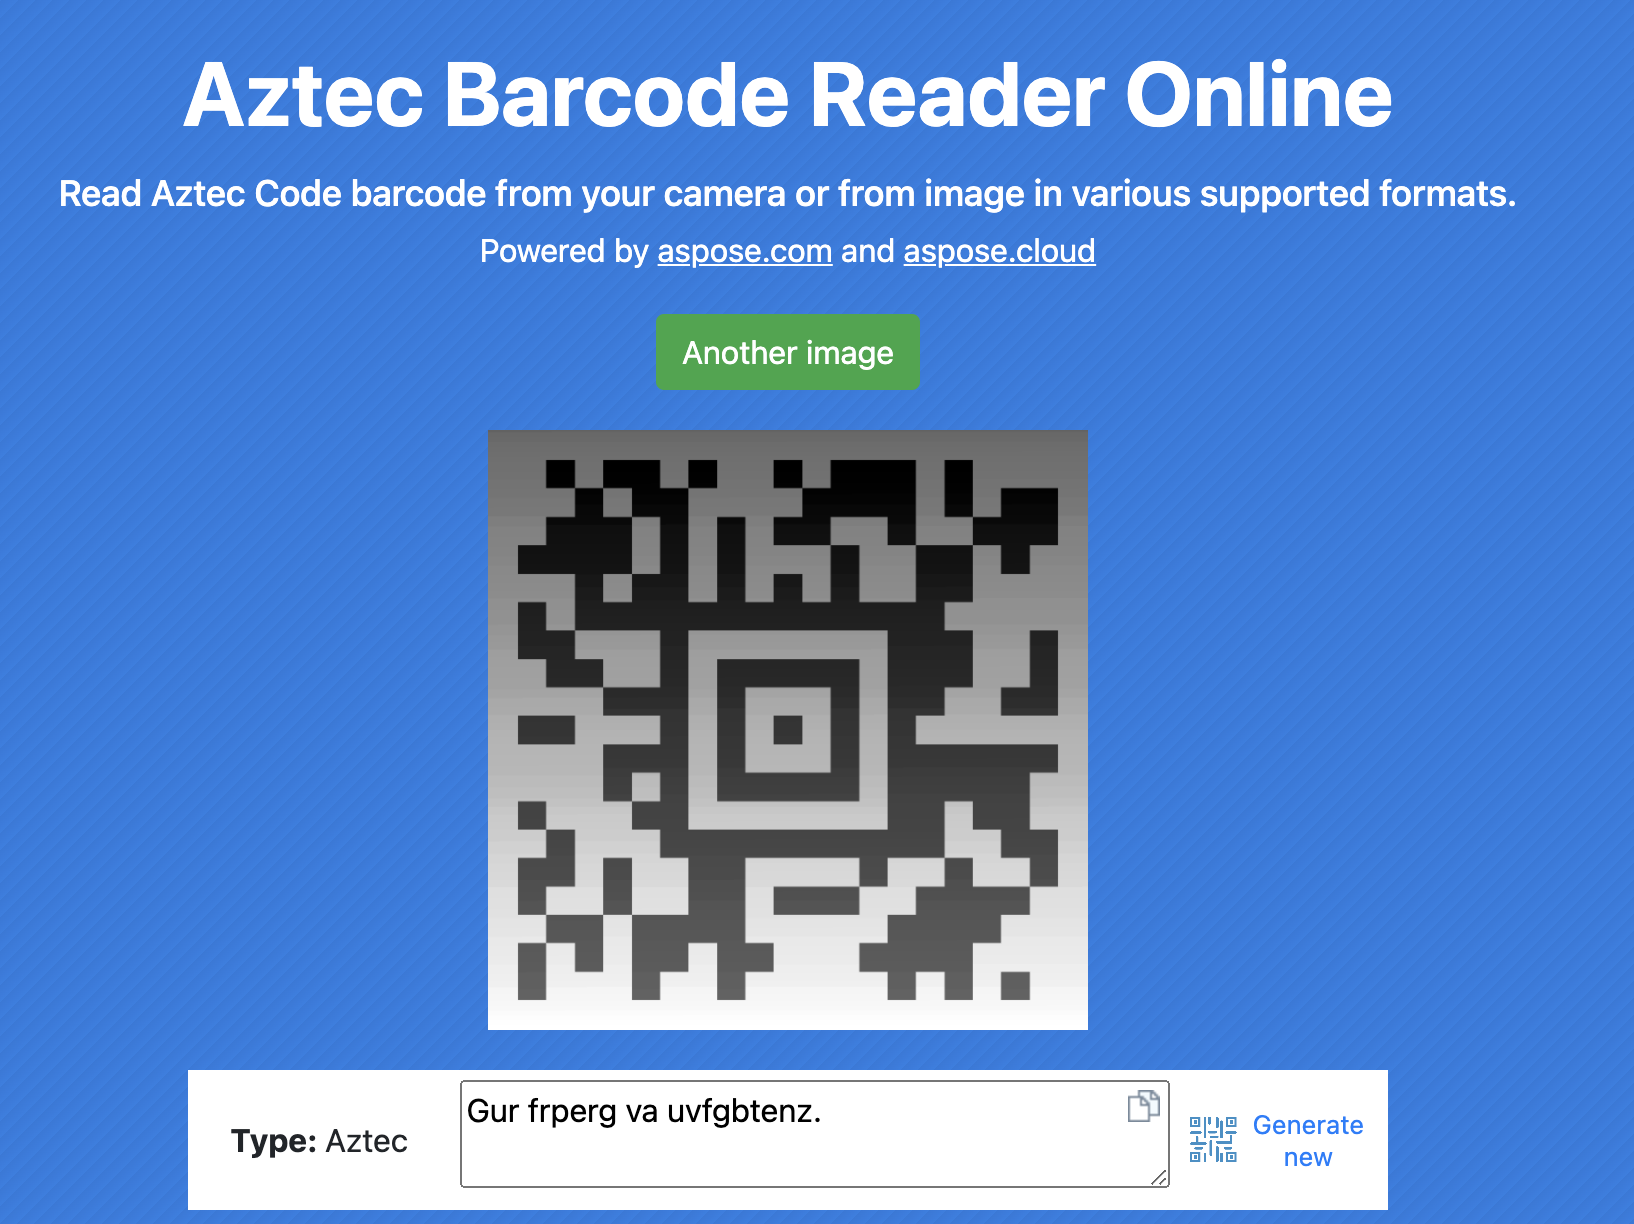 Aztec Barcode Reader Online
Read Aztec Code barcode from your camera or from image in various supported formats.
Powered by aspose.com and aspose.cloud
Another image
Type: Aztec
Gur frperg va uvfgbtenz.
Generate
new